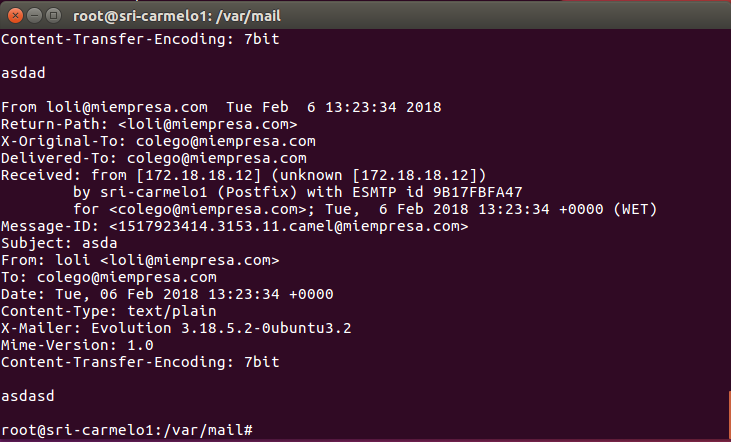 root@sri-carmelo1: /var/mail
Content-Transfer-Encoding: 7bit
asdad
From loli@miempresa.com  Tue Feb  6 13:23:34 2018
Return-Path: <loli@miempresa.com>
X-Original-To: colego@miempresa.com
Delivered-To: colego@miempresa.com
Received: from [172.18.18.12] (unknown [172.18.18.12])
        by sri-carmelo1 (Postfix) with ESMTP id 9B17FBFA47
        for <colego@miempresa.com>; Tue,  6 Feb 2018 13:23:34 +0000 (WET)
Message-ID: <1517923414.3153.11.camel@miempresa.com>
Subject: asda
From: loli <loli@miempresa.com>
To: colego@miempresa.com
Date: Tue, 06 Feb 2018 13:23:34 +0000
Content-Type: text/plain
X-Mailer: Evolution 3.18.5.2-0ubuntu3.2
Mime-Version: 1.0
Content-Transfer-Encoding: 7bit
asdasd
root@sri-carmelo1:/var/mail#